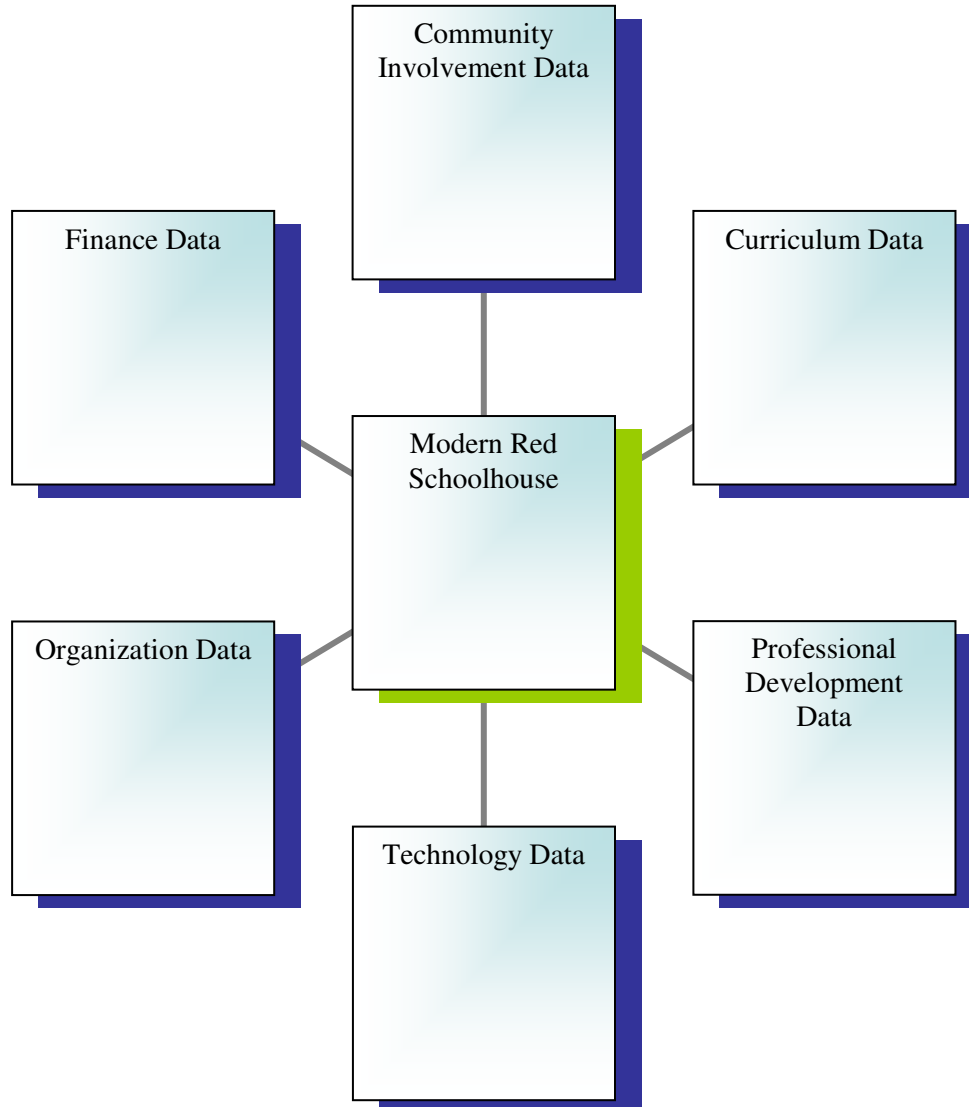 Community
Involvement Data
Finance Data
Curriculum Data
Modern Red
Schoolhouse
Organization Data
Professional
Development
Data
Technology Data